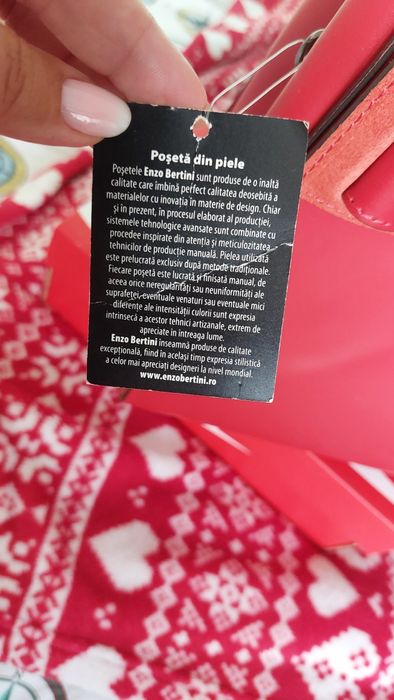 Poșetă din piele
Poșetele Enzo Bertini sunt produse de o înaltă
calitate care îmbină perfect calitatea deosebită a
materialelor cu inovația în materie de design. Chiar
și în prezent, în procesul elaborat al producției,
sistemele tehnologice avansate sunt combinate cu
procedee inspirate din atenția și meticulozitatea
tehnicilor de producție manuală. Pielea utilizată
este prelucrată exclusiv după metode tradiționale.
Fiecare poșetă este lucrată și finisată manual, de
aceea orice neregularități sau neuniformități ale
suprafeței, eventuale venaturi sau eventuale mici
diferențe ale intensității culorii sunt expresia
intrinsecă a acestor tehnici artizanale, extrem de
apreciate în întreaga lume.
Enzo Bertini înseamnă produse de calitate
excepțională, fiind în același timp expresia stilistică
a celor mai apreciați designeri la nivel mondial.
www.enzobertini.ro